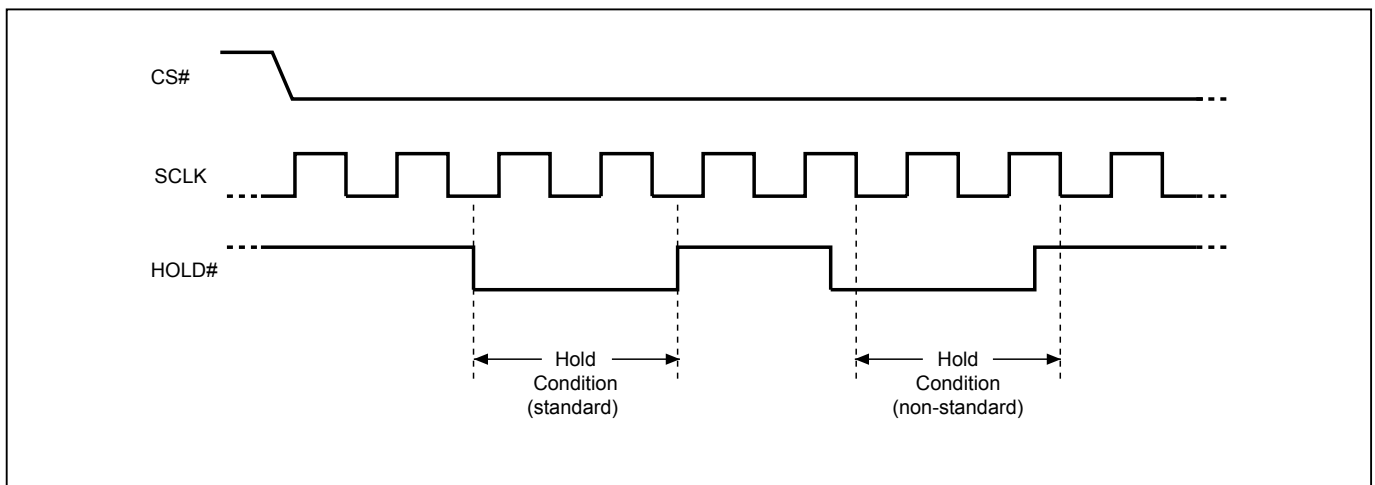 CS#
SCLK
HOLD#
Hold
Condition
(standard)
Hold
Condition
(non-standard)